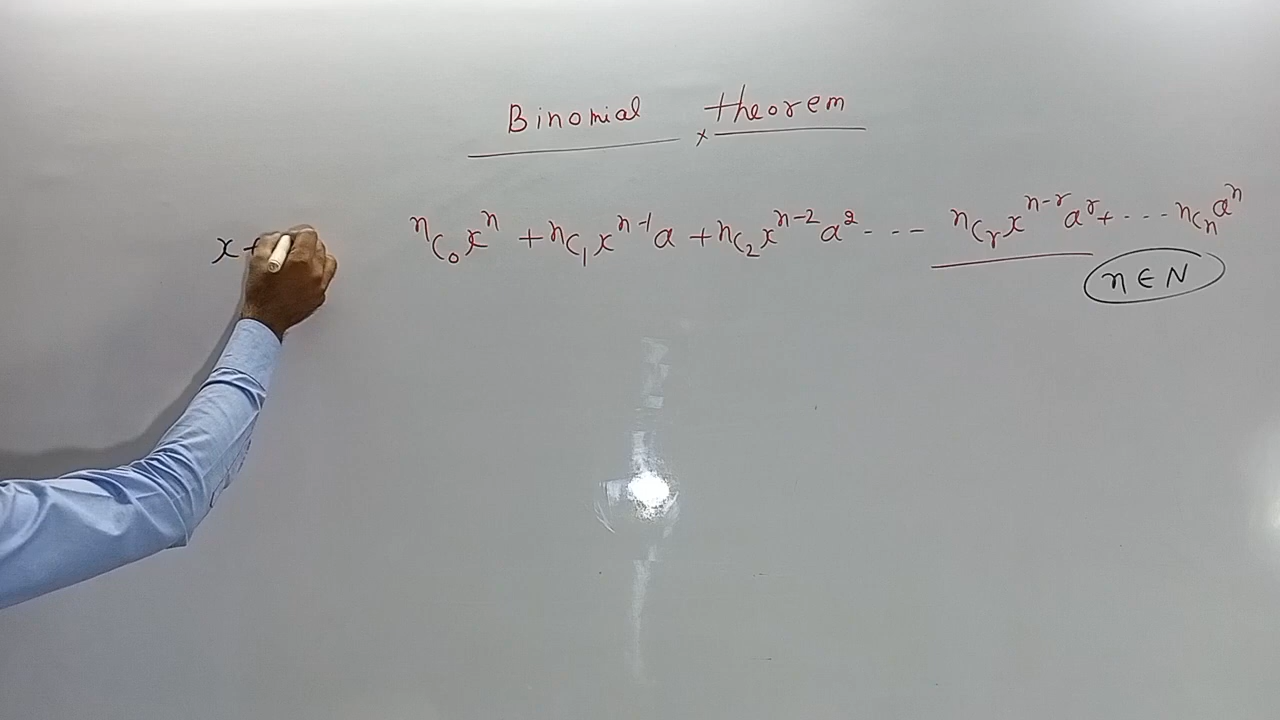 Binomial theorem
x+ ⁿC₀xⁿ + ⁿC₁xⁿ⁻¹a + ⁿC₂xⁿ⁻²a² --- ⁿCᵣxⁿ⁻ʳaʳ + --- ⁿCₙaⁿ
n ∈ N